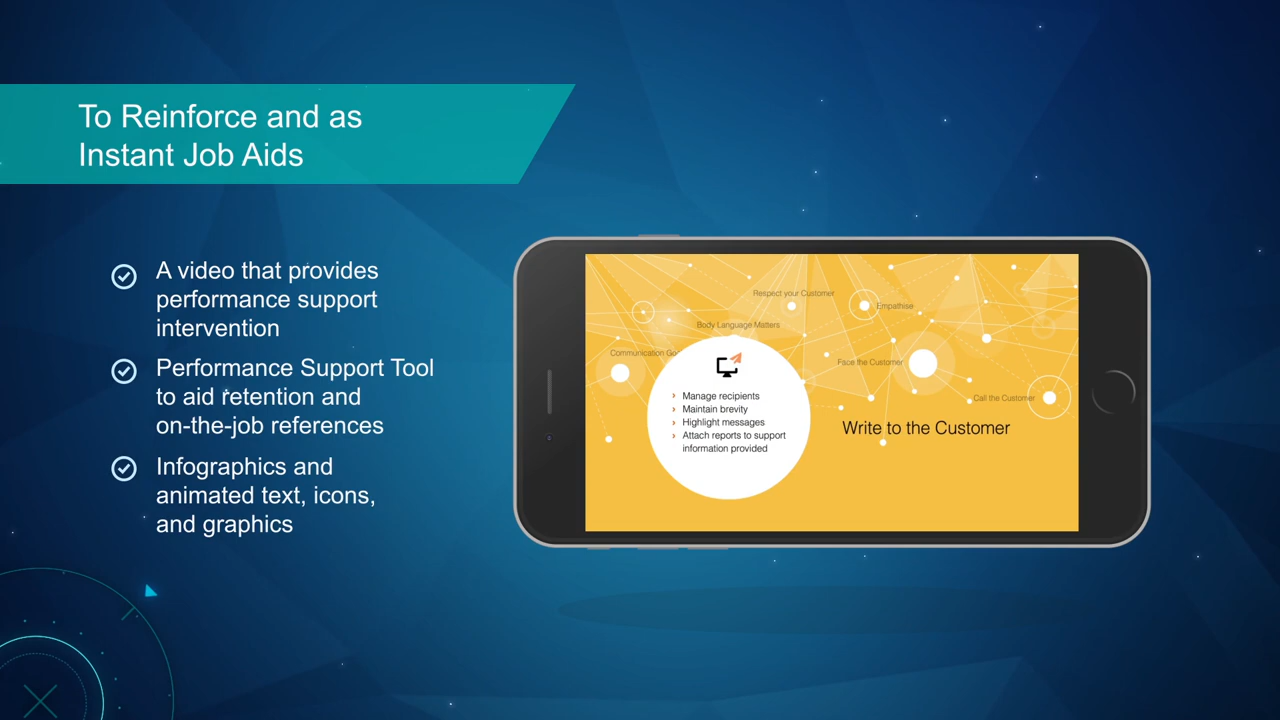 To Reinforce and as
Instant Job Aids
A video that provides
performance support
intervention
Performance Support Tool
to aid retention and
on-the-job references
Infographics and
animated text, icons,
and graphics
Respect your Customer
Empathise
Body Language Matters
Communication
Face the Customer
Call the Customer
Manage recipients
Maintain brevity
Highlight messages
Attach reports to support
information provided
Write to the Customer